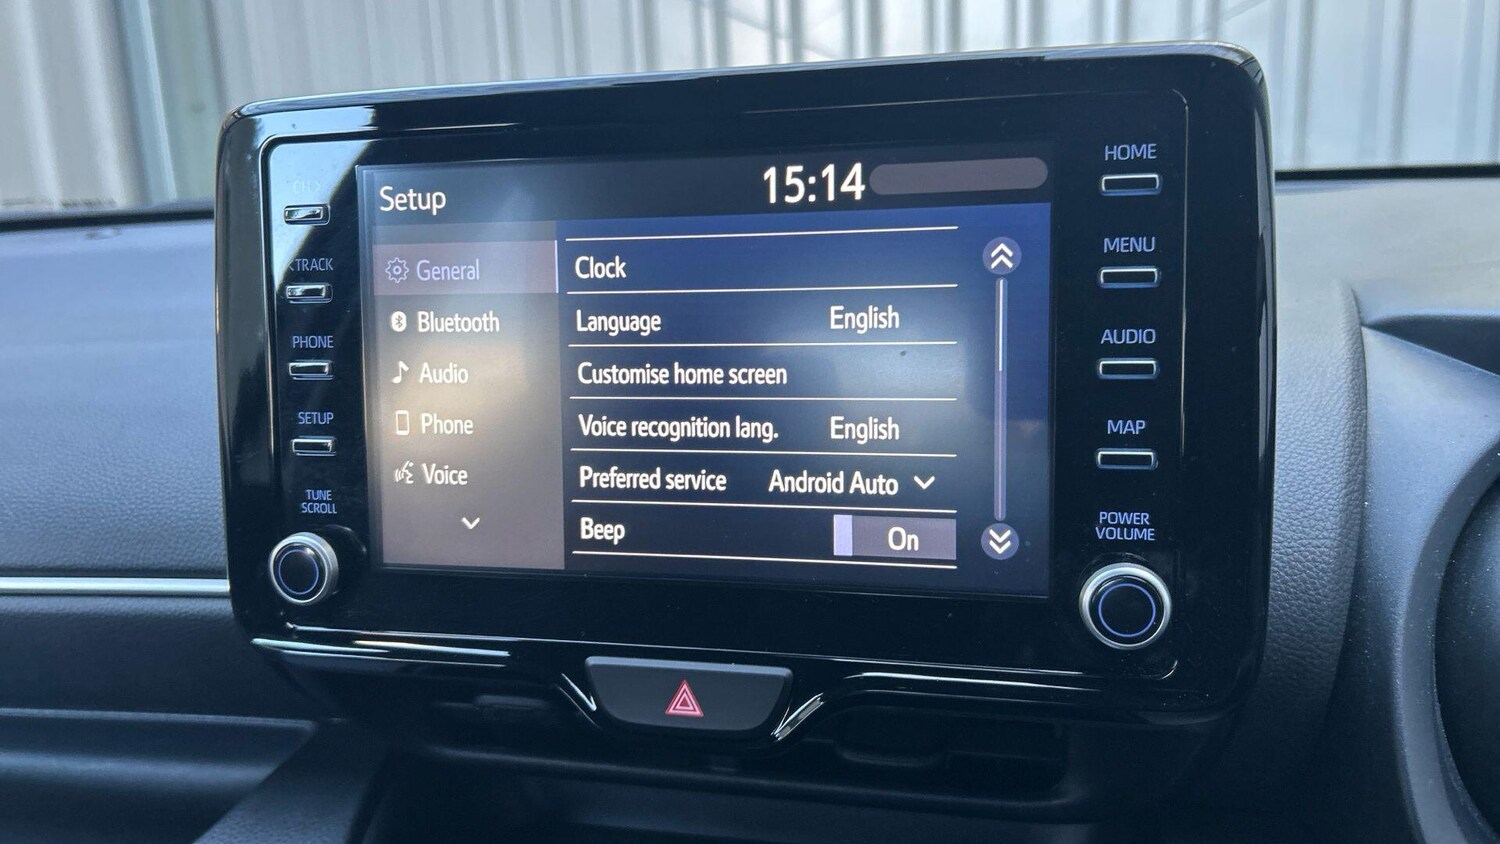 Setup
15:14
General
Bluetooth
Audio
Phone
Voice
Clock
Language English
Customise home screen
Voice recognition lang. English
Preferred service Android Auto
Beep On
TRACK
PHONE
SETUP
TUNE
SCROLL
HOME
MENU
AUDIO
MAP
POWER
VOLUME